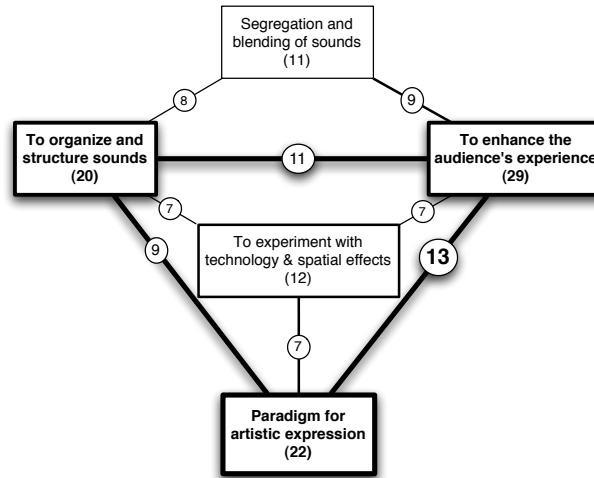 Segregation and
blending of sounds
(11)
8
9
To organize and
structure sounds
(20)
11
To enhance the
audience's experience
(29)
7
7
9
To experiment with
technology & spatial effects
(12)
13
7
Paradigm for
artistic expression
(22)